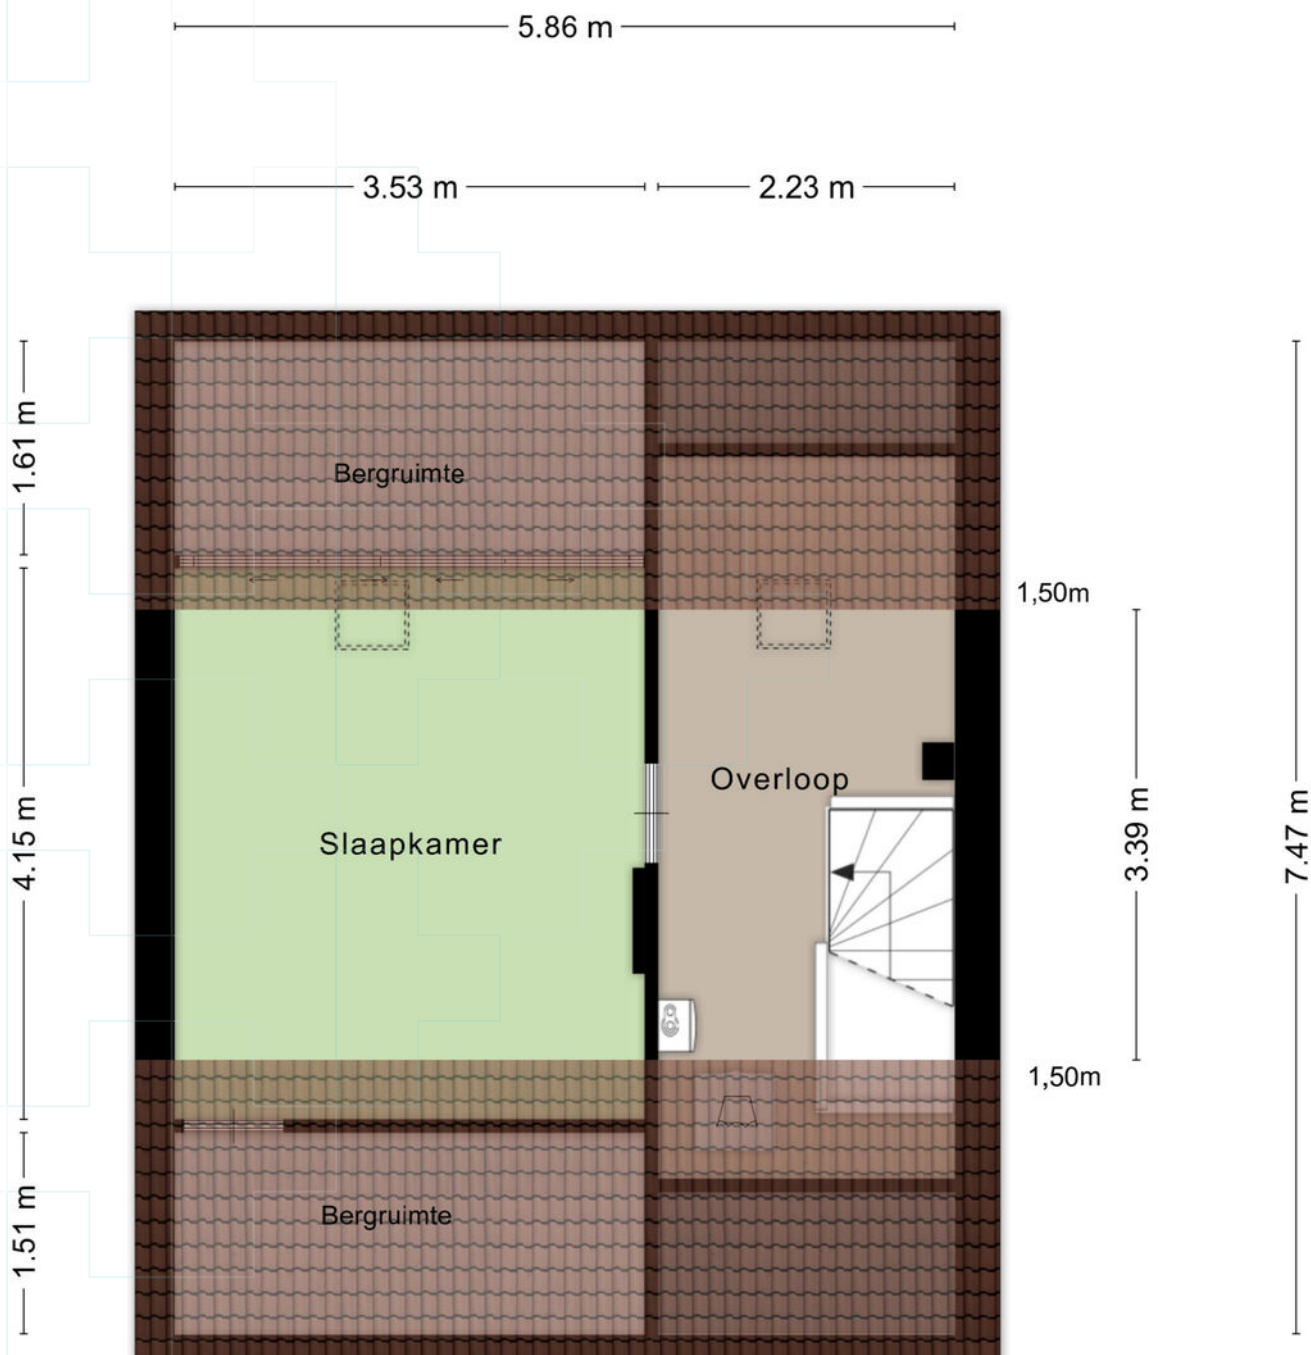 5.86 m
3.53 m
2.23 m
1.61 m
Bergruimte
1,50m
Overloop
Slaapkamer
4.15 m
3.39 m
7.47 m
1,50m
Bergruimte
1.51 m